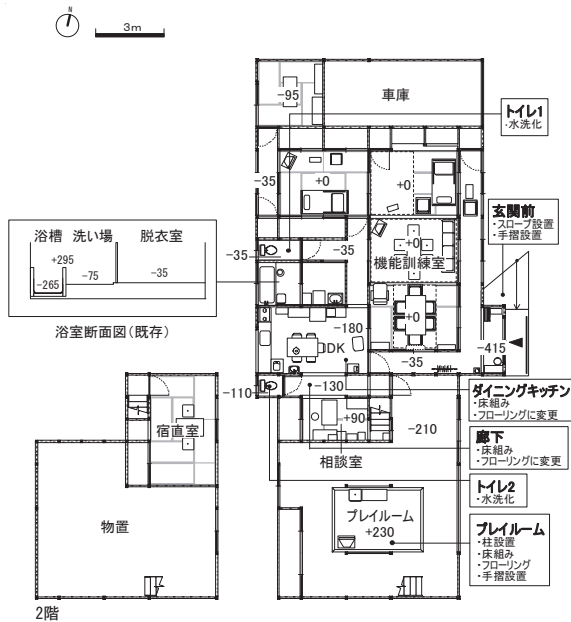 N
3m
-95
車庫
トイレ1
・水洗化
-35
+0
+0
玄関前
・スロープ設置
・手摺設置
浴槽 洗い場 脱衣室
+295
-265
-75
-35
浴室断面図(既存)
-35
-35
+0
機能訓練室
+0
-180
DK
-35
-415
ダイニングキッチン
・床組み
・フローリングに変更
-110
-130
+90
-210
相談室
廊下
・床組み
・フローリングに変更
宿直室
トイレ2
・水洗化
物置
プレイルーム
+230
プレイルーム
・柱設置
・床組み
・フローリング
・手摺設置
2階